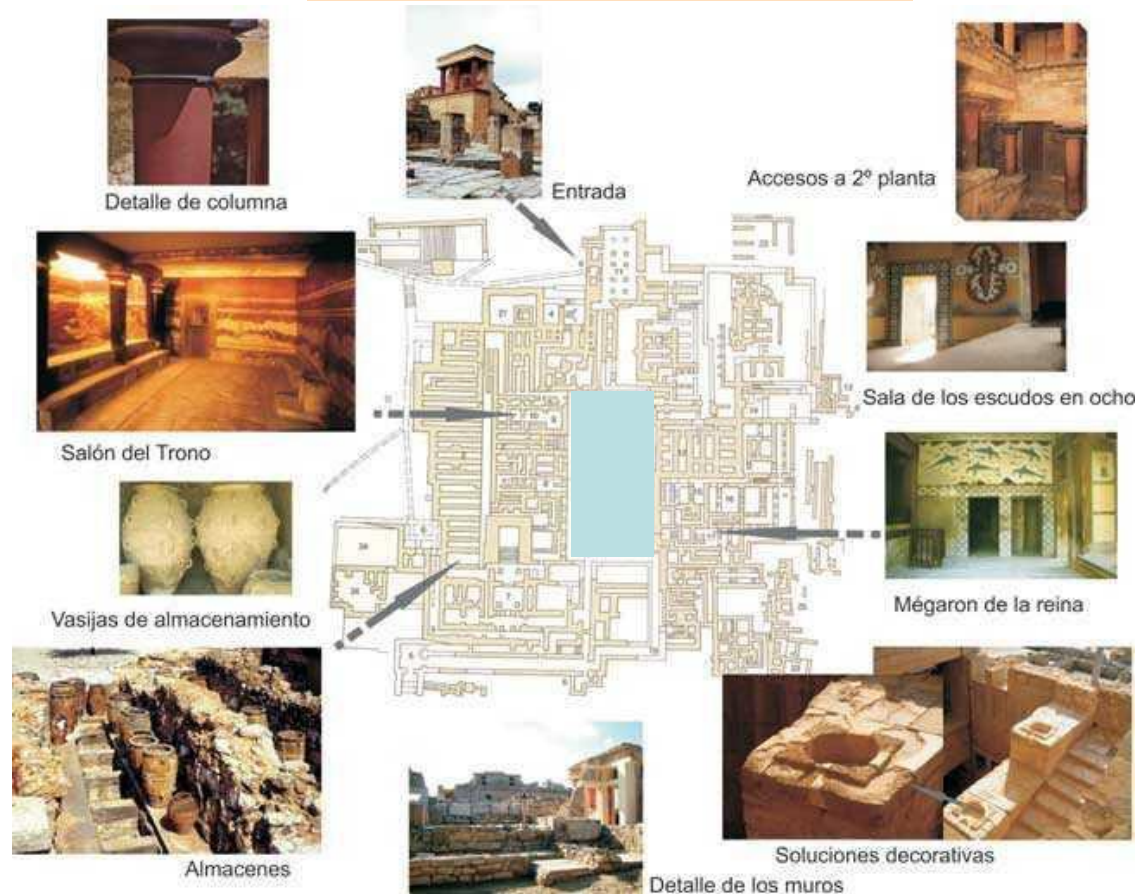 Detalle de columna
Entrada
Accesos a 2º planta
Salón del Trono
Sala de los escudos en ocho
Vasijas de almacenamiento
Mégaron de la reina
Almacenes
Soluciones decorativas
Detalle de los muros